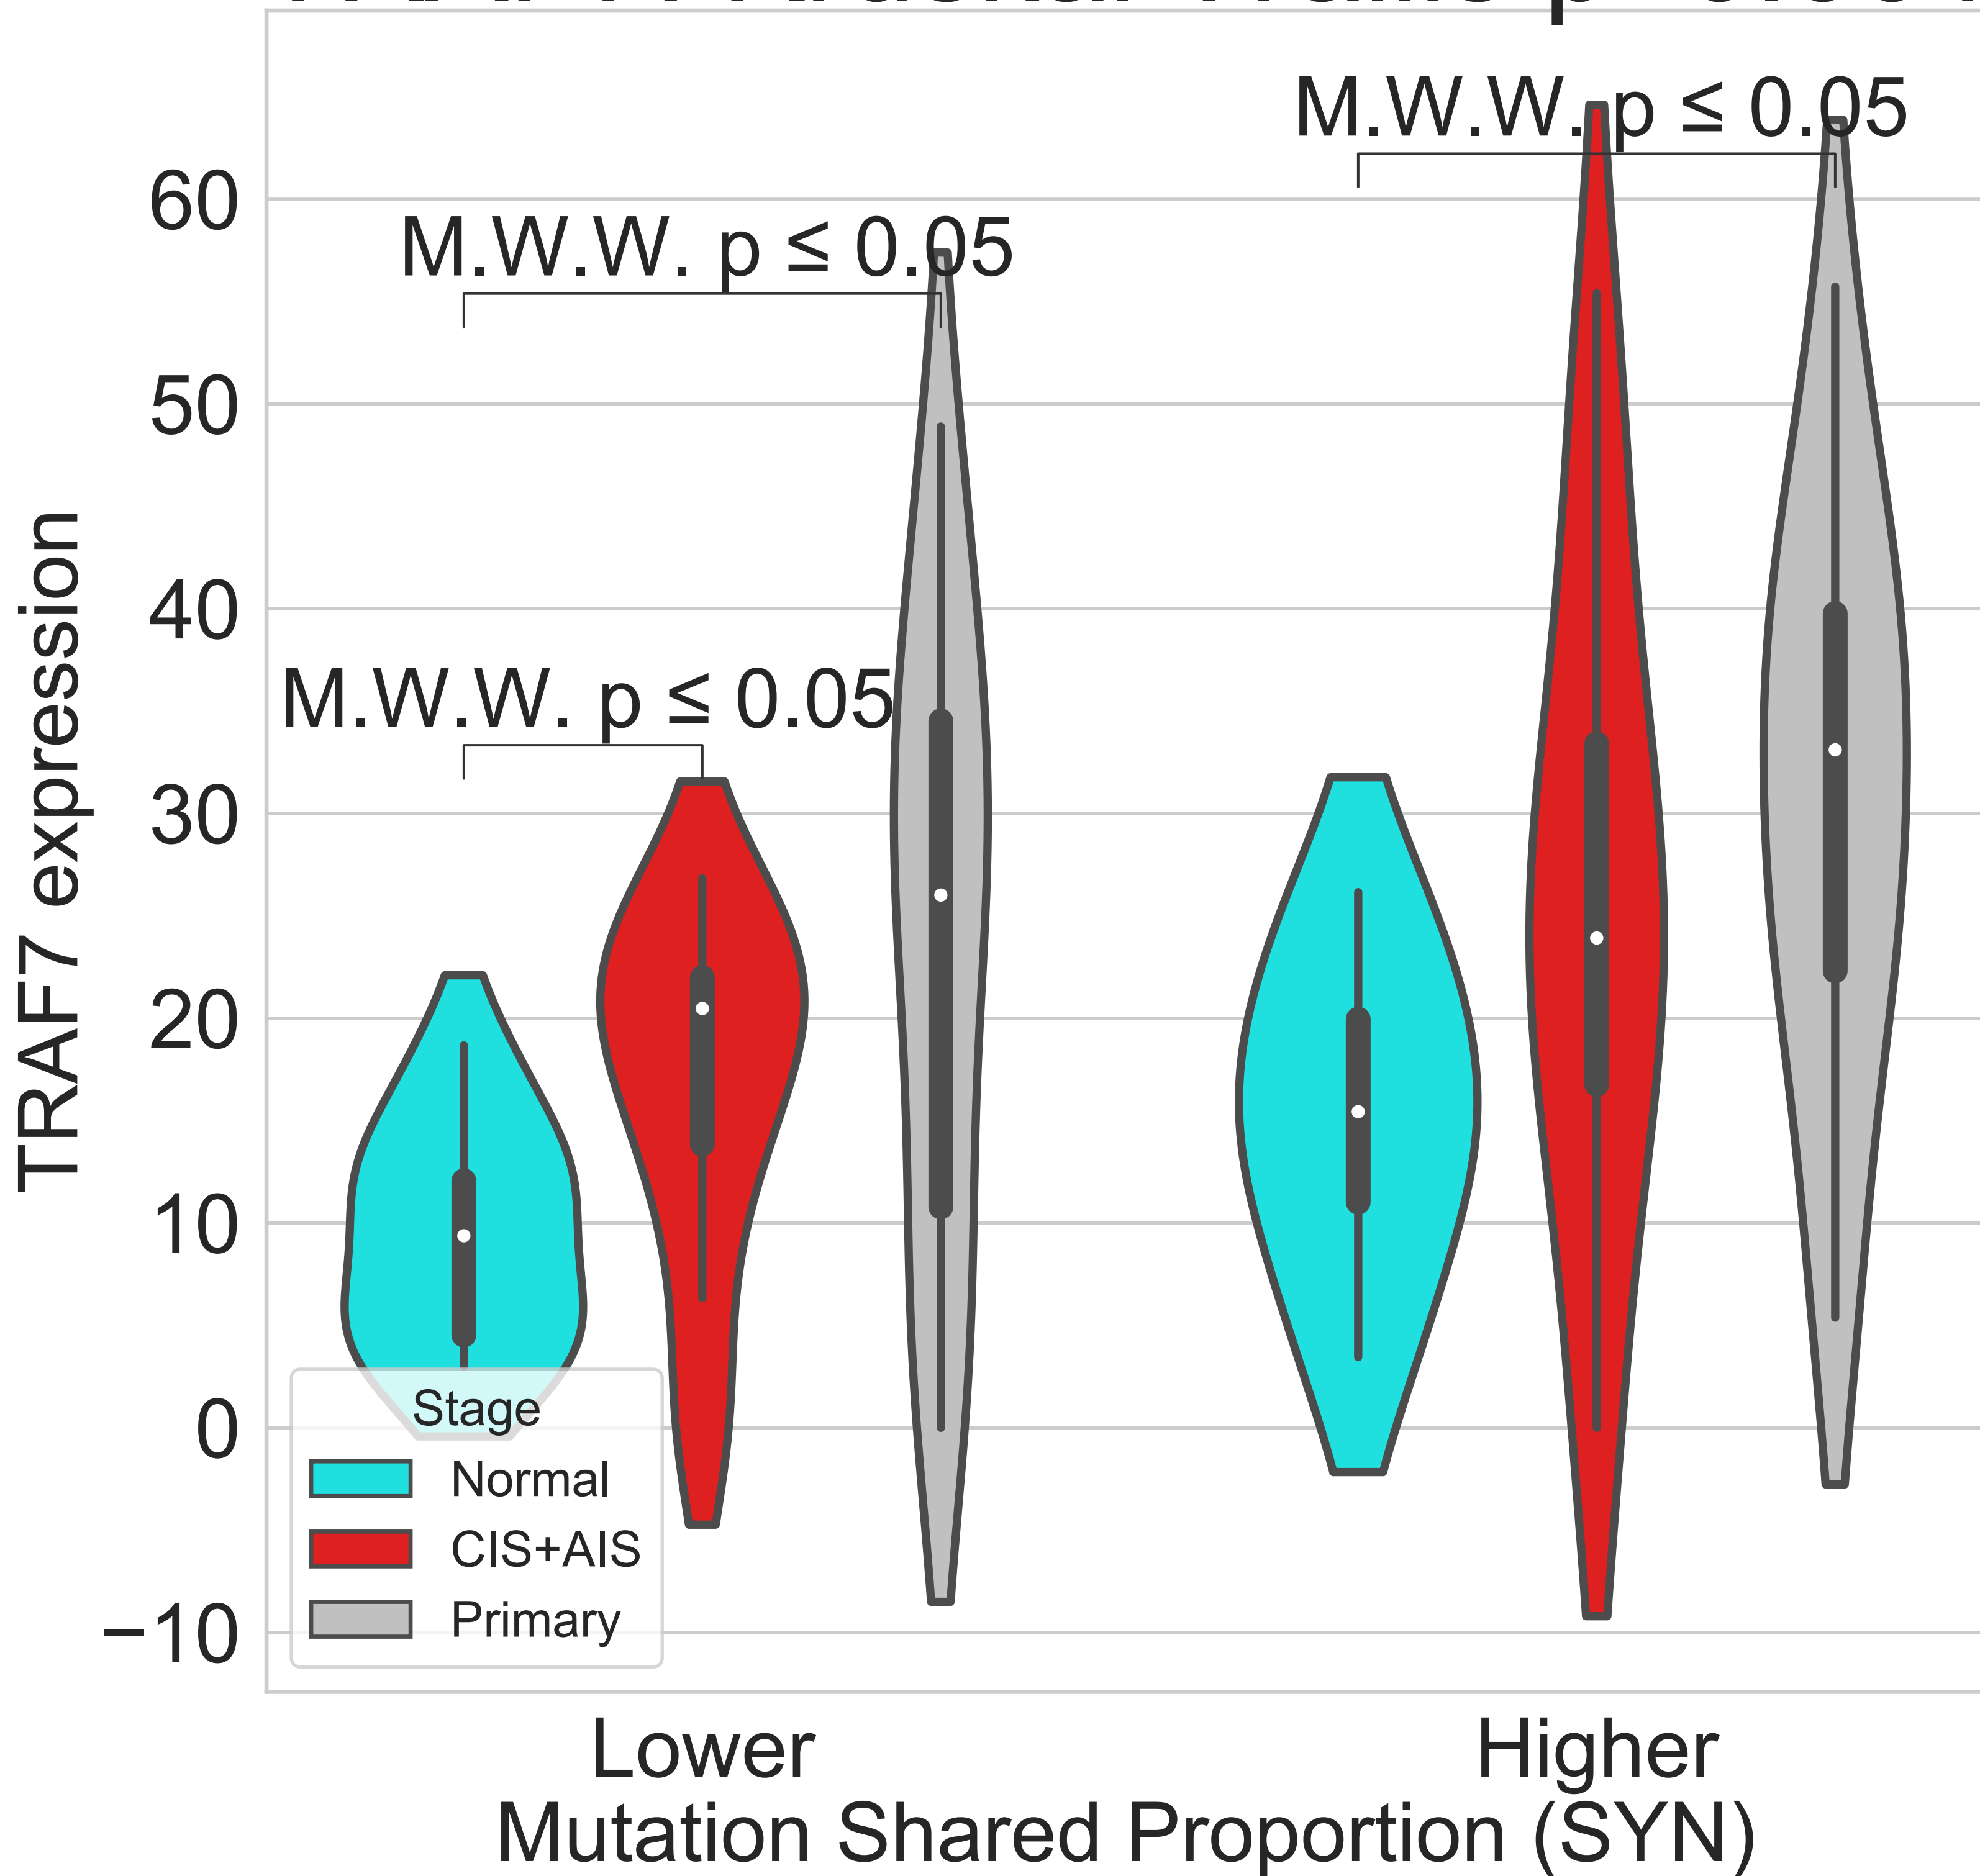 M.W.W. p ≤ 0.05
60
M.W.W. p ≤ 0.05
50
40
M.W.W. p ≤ 0.05
30
20
10
0
−10
TRAF7 expression
Stage
Normal
CIS+AIS
Primary
Lower
Higher
Mutation Shared Proportion (SYN)